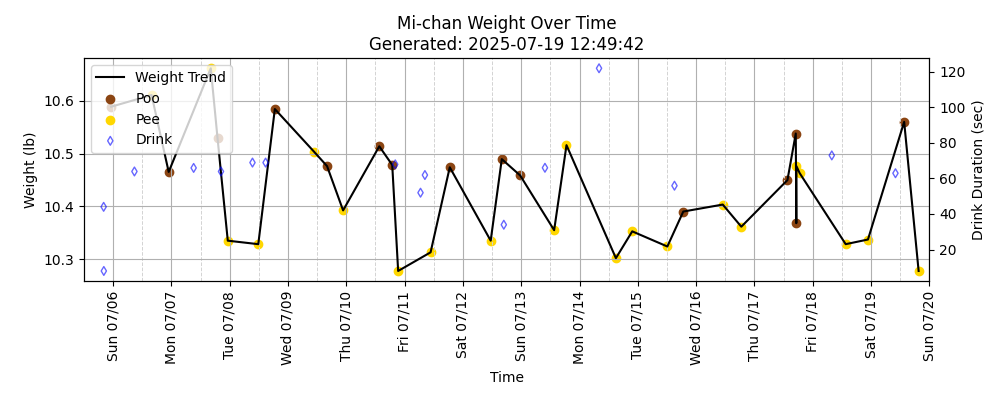 Mi-chan Weight Over Time
Generated: 2025-07-19 12:49:42
Weight Trend
Poo
Pee
Drink
Weight (lb)
10.6
10.5
10.4
10.3
120
100
80
60
40
20
Drink Duration (sec)
Sun 07/06
Mon 07/07
Tue 07/08
Wed 07/09
Thu 07/10
Fri 07/11
Sat 07/12
Sun 07/13
Mon 07/14
Tue 07/15
Wed 07/16
Thu 07/17
Fri 07/18
Sat 07/19
Sun 07/20
Time